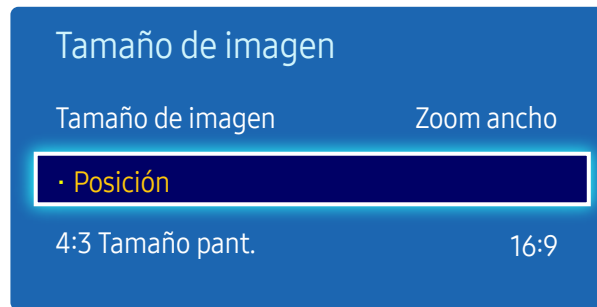 Tamaño de imagen
Tamaño de imagen Zoom ancho
· Posición
4:3 Tamaño pant. 16:9